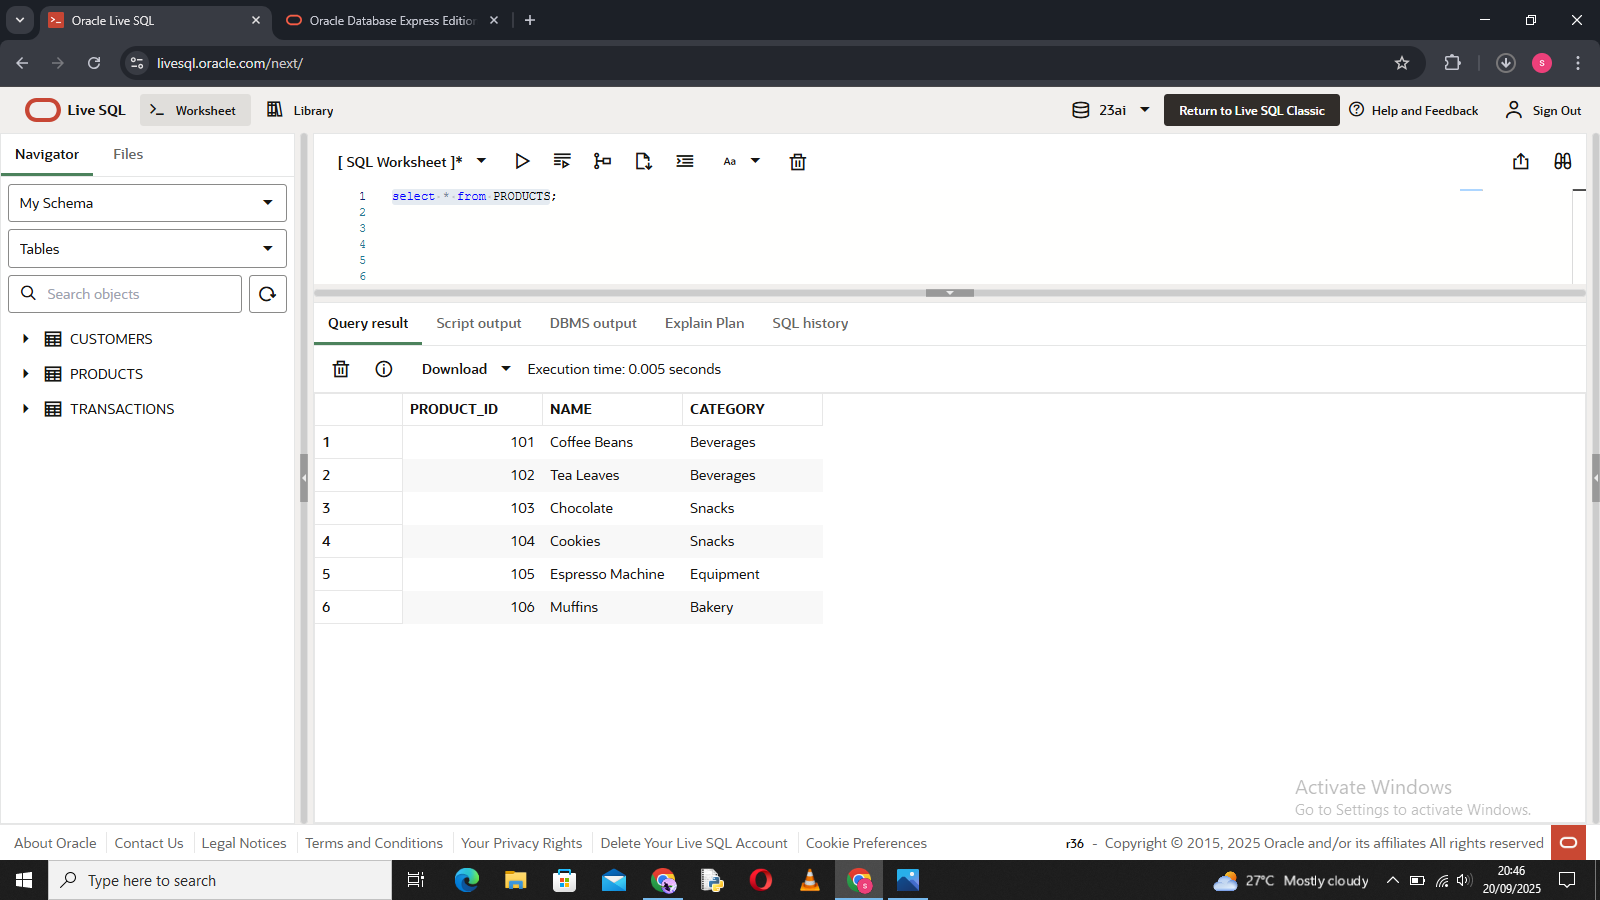 Oracle Live SQL
Oracle Database Express Editio
livesql.oracle.com/next/
S
Live SQL
Worksheet
Library
23ai
Return to Live SQL Classic
Help and Feedback
Sign Out
Navigator
Files
My Schema
Tables
Search objects
CUSTOMERS
PRODUCTS
TRANSACTIONS
[ SQL Worksheet ]*
Aa
1 select * from PRODUCTS;
2
3
4
5
6
Query result
Script output
DBMS output
Explain Plan
SQL history
Download
Execution time: 0.005 seconds
PRODUCT_ID NAME CATEGORY
1 101 Coffee Beans Beverages
2 102 Tea Leaves Beverages
3 103 Chocolate Snacks
4 104 Cookies Snacks
5 105 Espresso Machine Equipment
6 106 Muffins Bakery
Activate Windows
Go to Settings to activate Windows.
About Oracle
Contact Us
Legal Notices
Terms and Conditions
Your Privacy Rights
Delete Your Live SQL Account
Cookie Preferences
r36 - Copyright © 2015, 2025 Oracle and/or its affiliates All rights reserved
Type here to search
27°C Mostly cloudy
20:46
20/09/2025